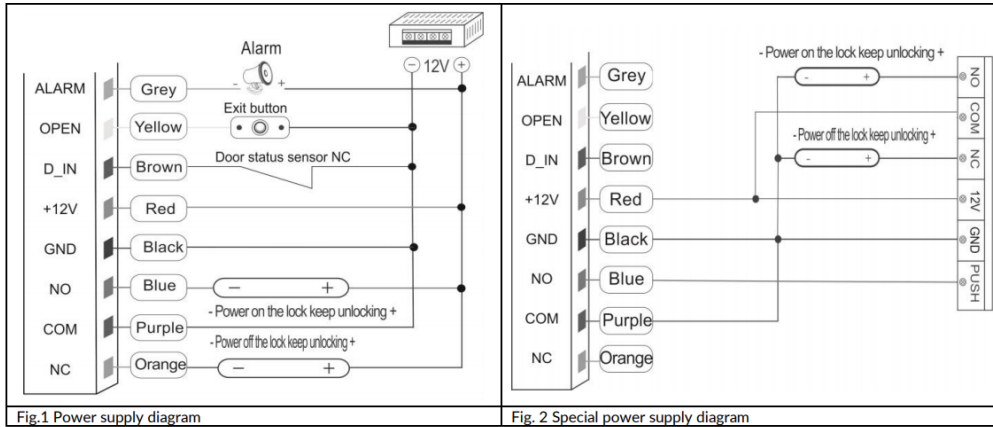 Alarm
- 12V +
ALARM Grey - +
Exit button
OPEN Yellow
D_IN Brown Door status sensor NC
+12V Red
GND Black
NO Blue - +
- Power on the lock keep unlocking +
COM Purple
- Power off the lock keep unlocking +
NC Orange - +
Fig.1 Power supply diagram
- Power on the lock keep unlocking +
ALARM Grey - + NO
OPEN Yellow COM
- Power off the lock keep unlocking +
D_IN Brown - + NC
+12V Red 12V
GND Black GND
NO Blue PUSH
COM Purple
NC Orange
Fig. 2 Special power supply diagram